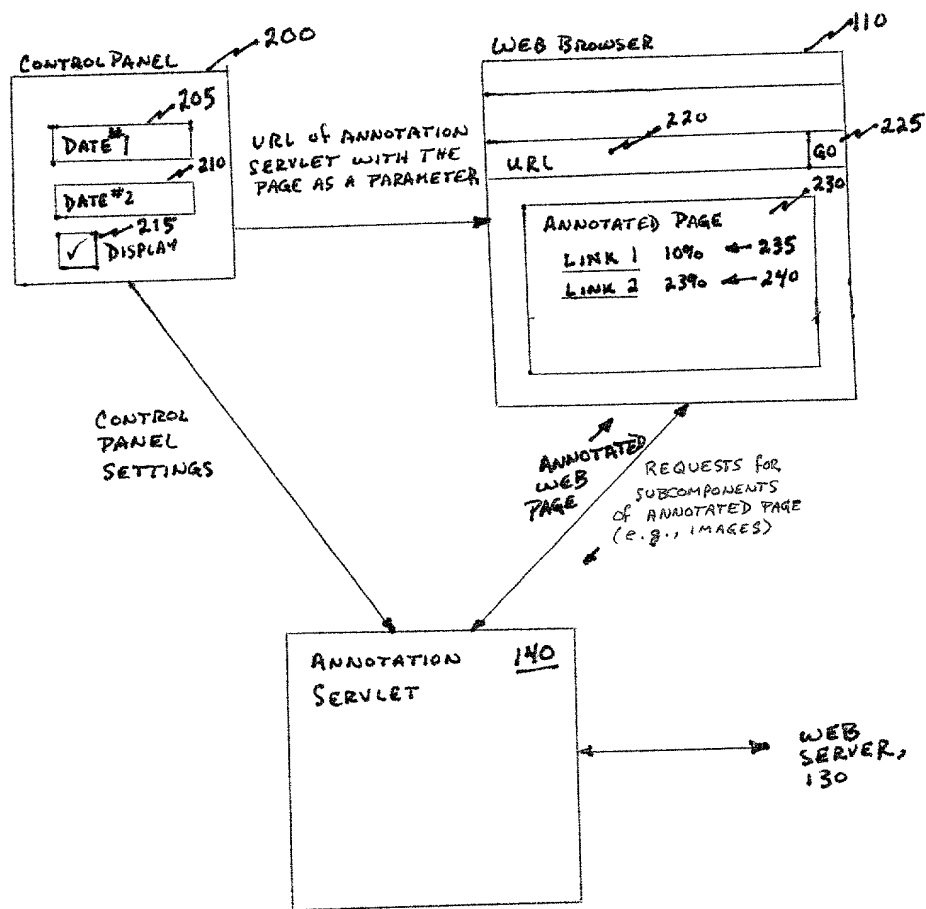 CONTROL PANEL
200
205
DATE #1
210
DATE #2
215
✓ DISPLAY
URL of ANNOTATION
SERVLET WITH THE
PAGE AS A PARAMETER
WEB BROWSER
110
220
225
URL
GO
230
ANNOTATED PAGE
LINK 1 10% 235
LINK 2 23% 240
CONTROL
PANEL
SETTINGS
ANNOTATED
WEB
PAGE
REQUESTS FOR
SUBCOMPONENTS
of ANNOTATED PAGE
(e.g., IMAGES)
ANNOTATION 140
SERVLET
WEB
SERVER,
130